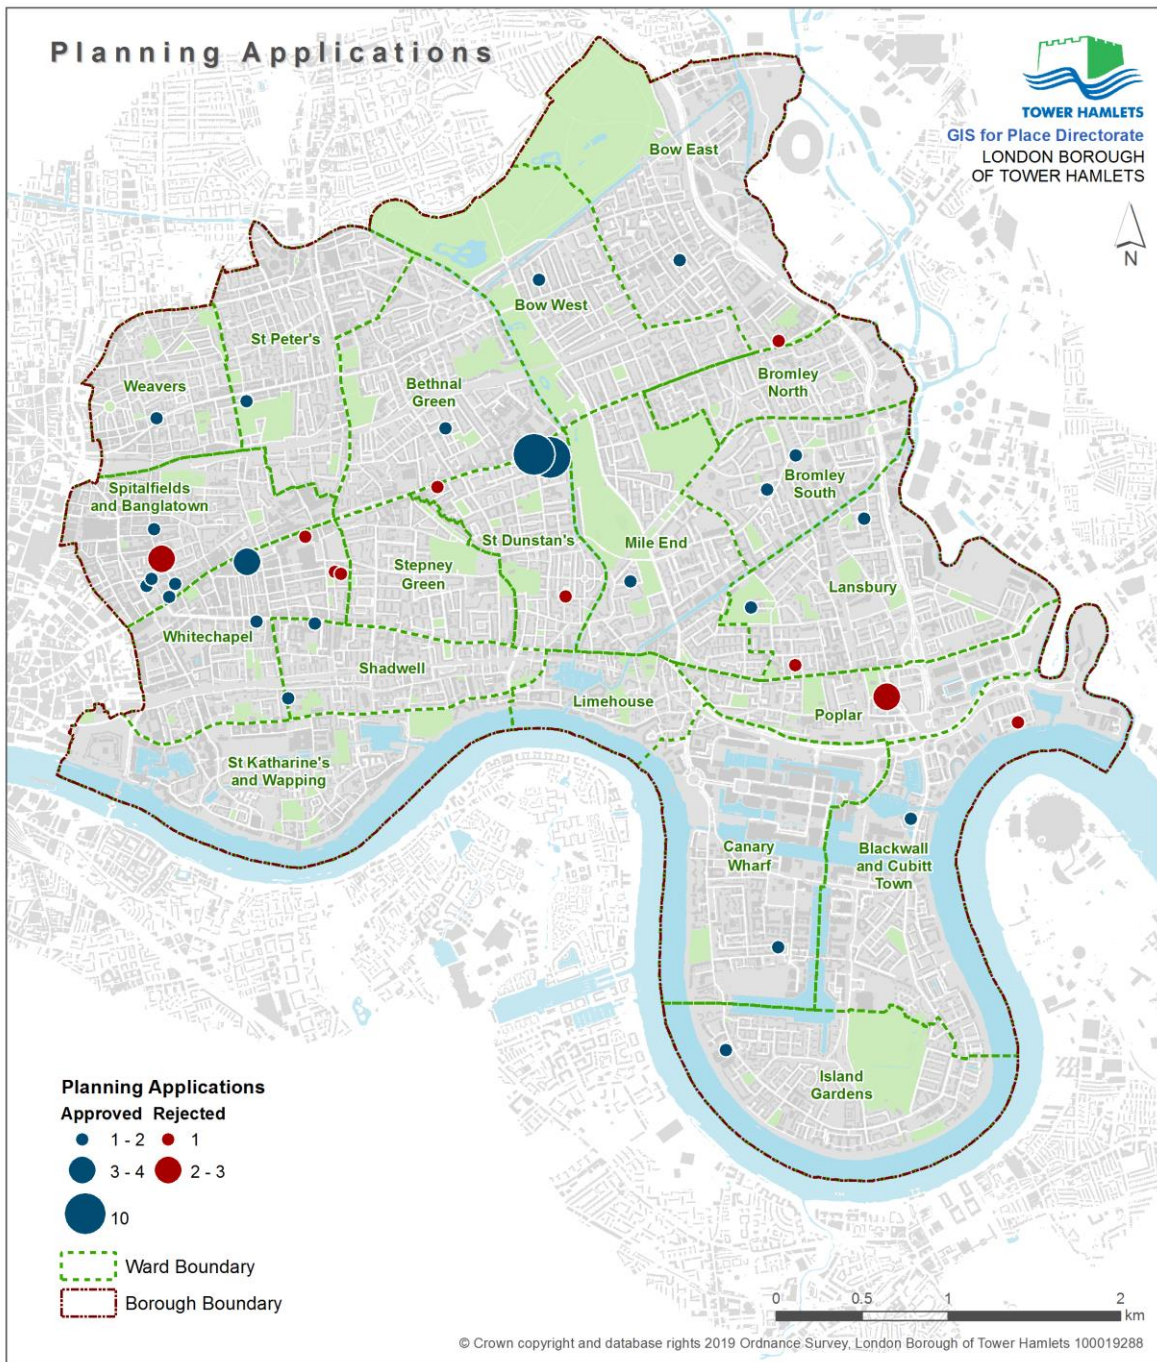 Planning Applications
TOWER HAMLETS
GIS for Place Directorate
LONDON BOROUGH
OF TOWER HAMLETS
N
Bow East
Bow West
St Peter's
Weavers
Bethnal
Green
Bromley
North
Spitalfields
and Banglatown
Bromley
South
St Dunstan's
Mile End
Stepney
Green
Lansbury
Whitechapel
Shadwell
Limehouse
Poplar
St Katharine's
and Wapping
Canary
Wharf
Blackwall
and Cubitt
Town
Island
Gardens
Planning Applications
Approved Rejected
1 - 2 1
3 - 4 2 - 3
10
Ward Boundary
Borough Boundary
0 0.5 1 2
km
© Crown copyright and database rights 2019 Ordnance Survey, London Borough of Tower Hamlets 100019288